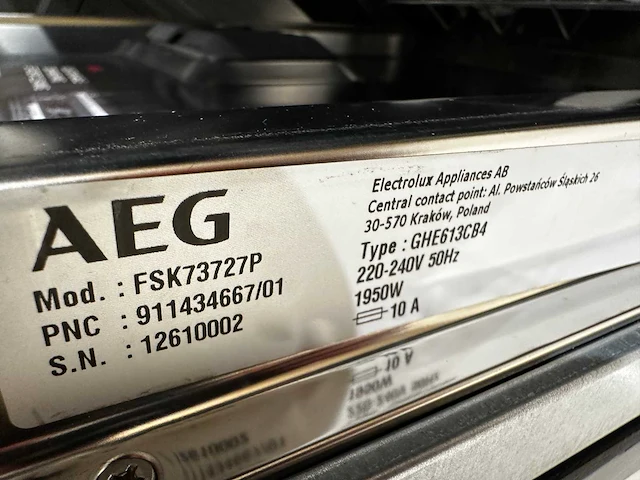 AEG
Mod. : FSK73727P
PNC : 911434667/01
S.N. : 12610002
Electrolux Appliances AB
Central contact point: Al. Powstańców Śląskich 26
30-570 Kraków, Poland
Type : GHE613CB4
220-240V 50Hz
1950W
10 A